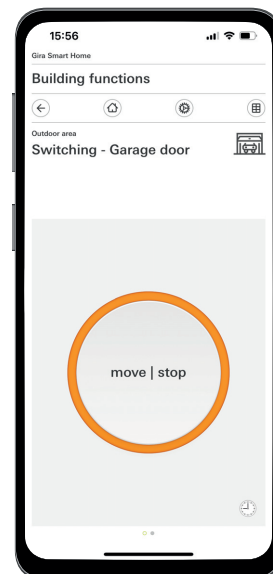 15:56
Gira Smart Home
Building functions
Outdoor area
Switching - Garage door
move | stop